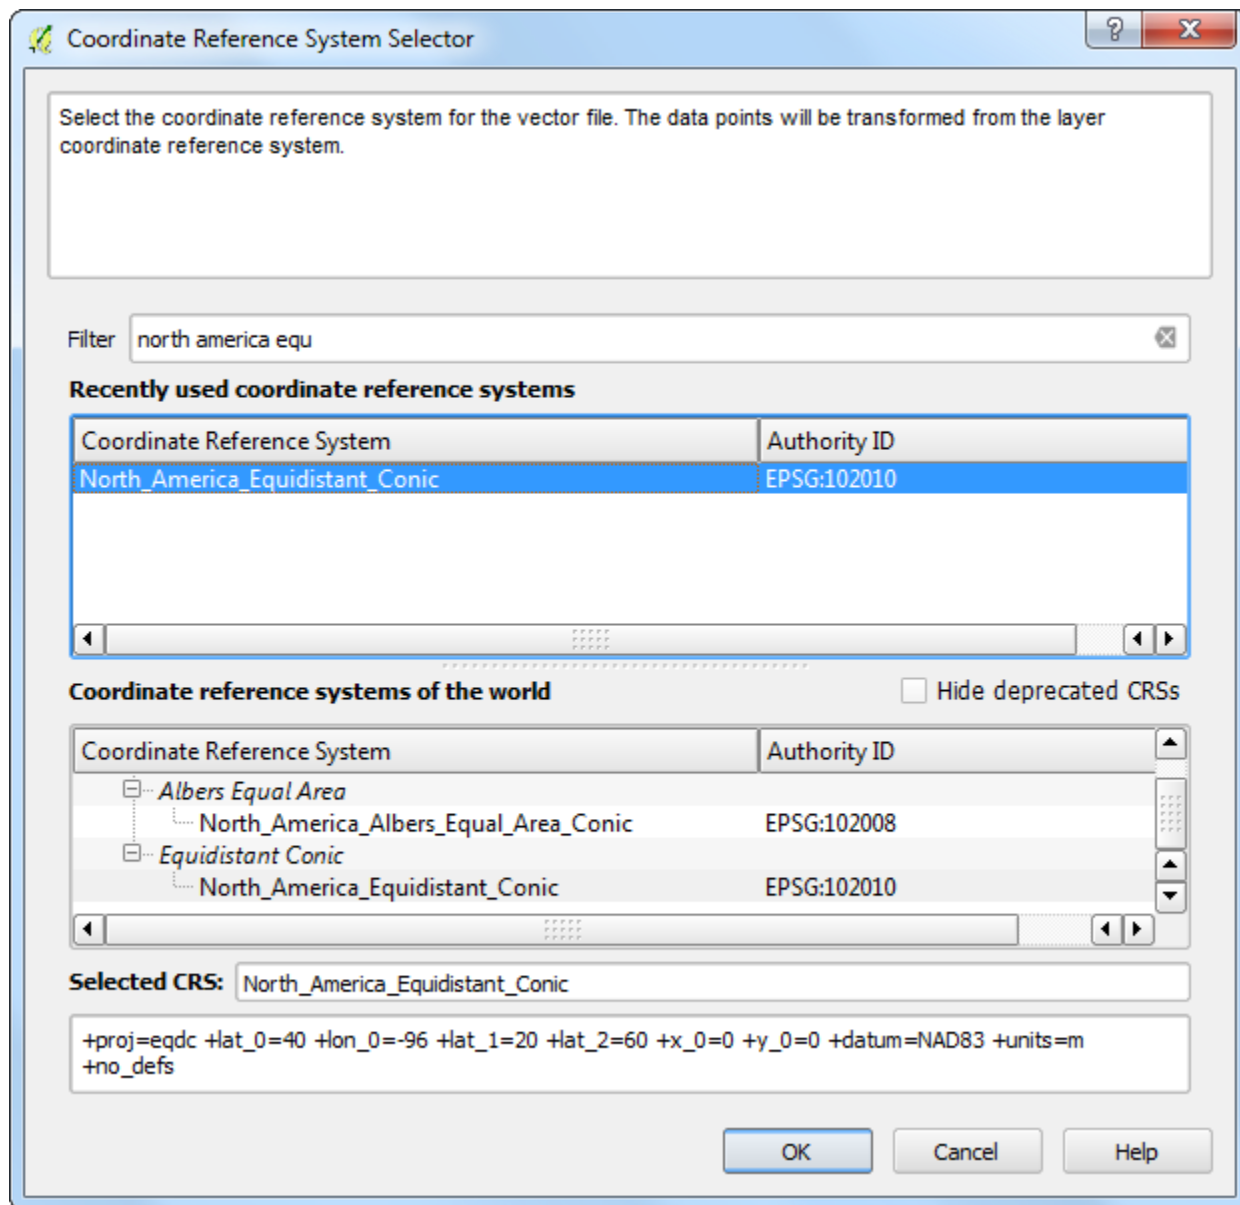 Coordinate Reference System Selector
Select the coordinate reference system for the vector file. The data points will be transformed from the layer
coordinate reference system.
Filter north america equ
Recently used coordinate reference systems
Coordinate Reference System Authority ID
North_America_Equidistant_Conic EPSG:102010
Coordinate reference systems of the world Hide deprecated CRSs
Coordinate Reference System Authority ID
Albers Equal Area
North_America_Albers_Equal_Area_Conic EPSG:102008
Equidistant Conic
North_America_Equidistant_Conic EPSG:102010
Selected CRS: North_America_Equidistant_Conic
+proj=eqdc +lat_0=40 +lon_0=-96 +lat_1=20 +lat_2=60 +x_0=0 +y_0=0 +datum=NAD83 +units=m
+no_defs
OK Cancel Help